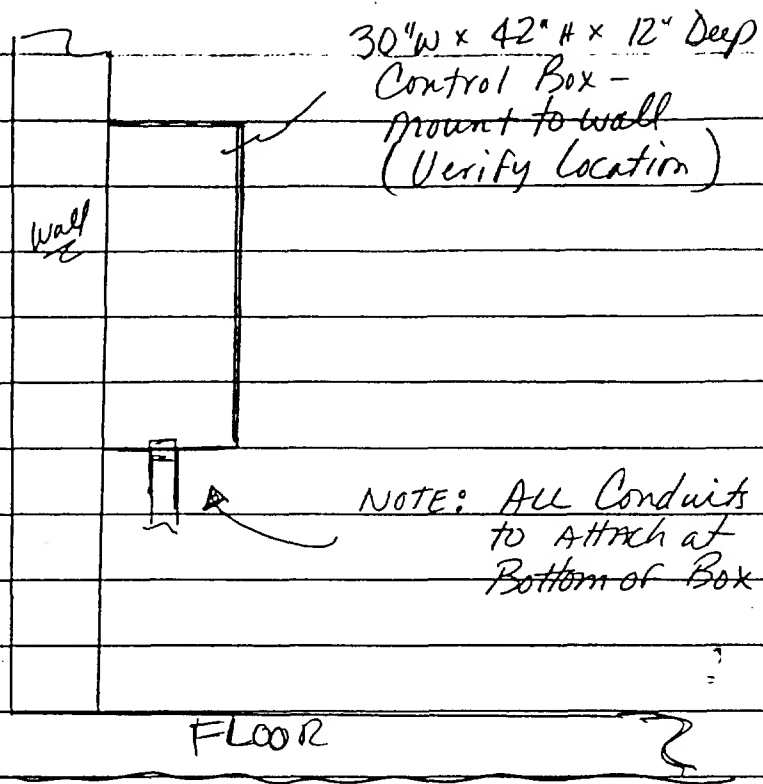 30"W x 42" H x 12" Deep
Control Box -
Mount to wall
(Verify Location)
Wall
NOTE: ALL Conduits
to Attach at
Bottom of Box
FLOOR